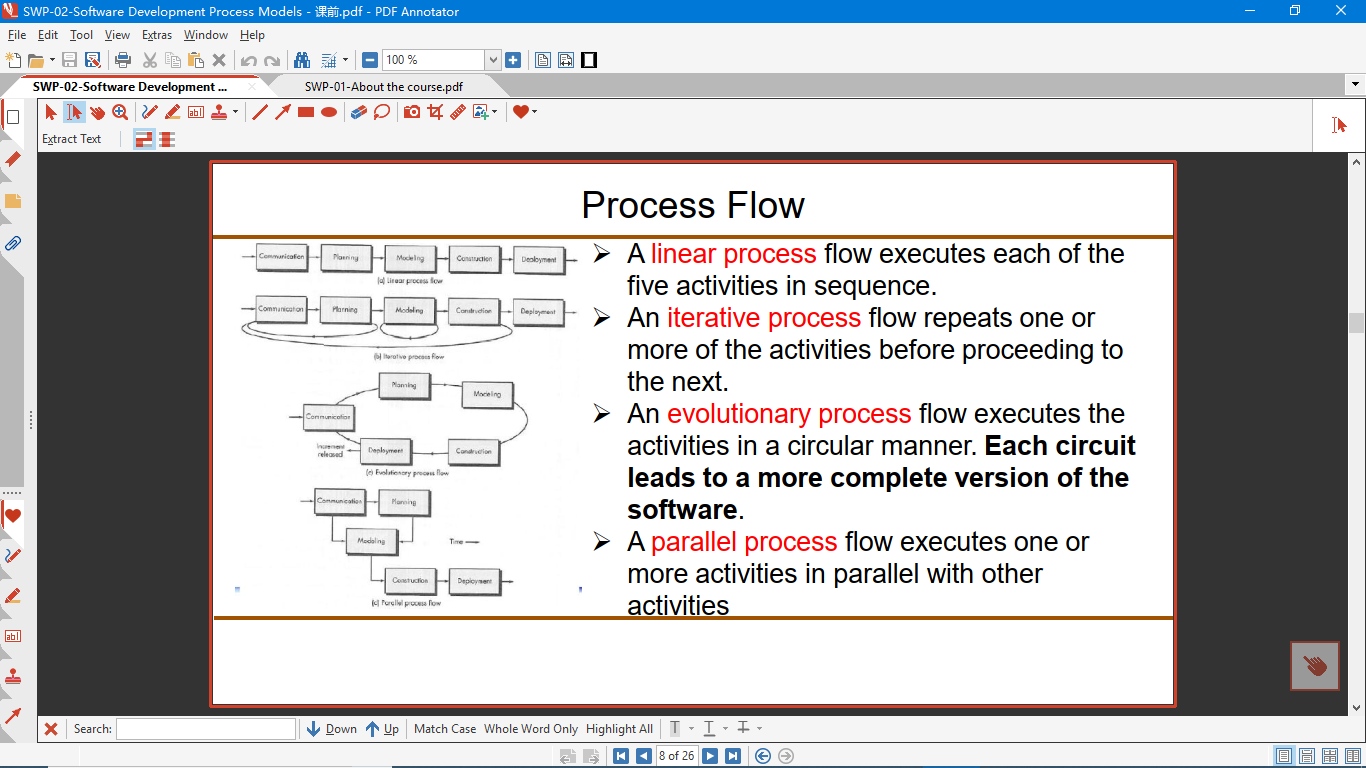 SWP-02-Software Development Process Models - 课前.pdf - PDF Annotator
File Edit Tool View Extras Window Help
100 %
SWP-02-Software Development ...
SWP-01-About the course.pdf
Extract Text
Process Flow
Communication Planning Modeling Construction Deployment
(a) Linear process flow
Communication Planning Modeling Construction Deployment
(b) Iterative process flow
Planning
Modeling
Communication
Increment
released
Deployment
Construction
(c) Evolutionary process flow
Communication Planning
Modeling
Time
Construction Deployment
(d) Parallel process flow
A linear process flow executes each of the
five activities in sequence.
An iterative process flow repeats one or
more of the activities before proceeding to
the next.
An evolutionary process flow executes the
activities in a circular manner. Each circuit
leads to a more complete version of the
software.
A parallel process flow executes one or
more activities in parallel with other
activities
Search: Down Up Match Case Whole Word Only Highlight All
8 of 26